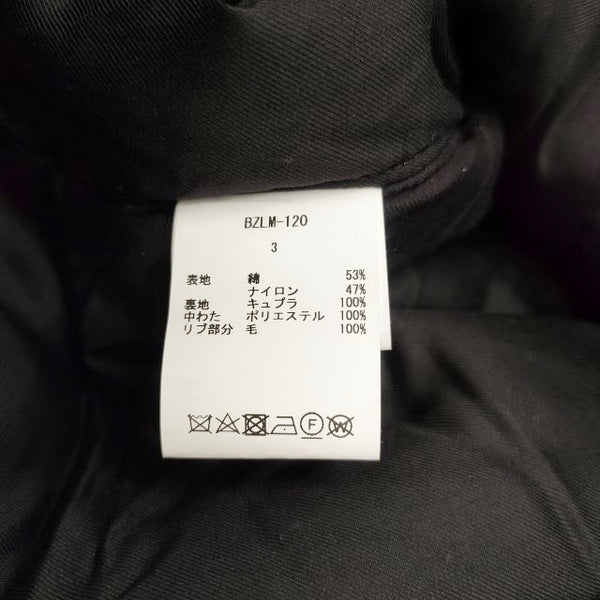 BZLM-120
3
表地 綿 53%
ナイロン 47%
裏地 キュプラ 100%
中わた ポリエステル 100%
リブ部分 毛 100%
F W